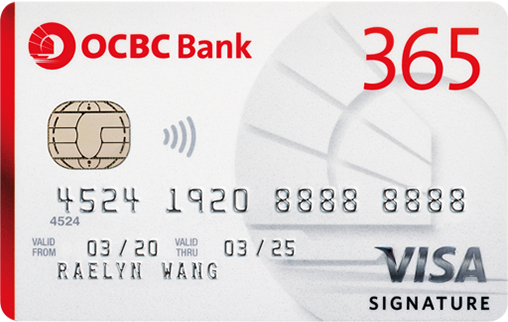 OCBC Bank
365
4524 1920 8888 8888
4524
VALID FROM 03/20 VALID THRU 03/25
RAELYN WANG
VISA
SIGNATURE